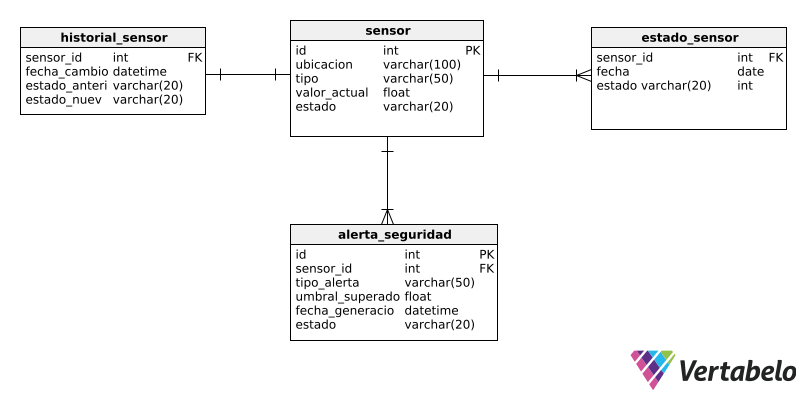 historial_sensor
sensor_id int FK
fecha_cambio datetime
estado_anteri varchar(20)
estado_nuev varchar(20)
sensor
id int PK
ubicacion varchar(100)
tipo varchar(50)
valor_actual float
estado varchar(20)
estado_sensor
sensor_id int FK
fecha date
estado varchar(20) int
alerta_seguridad
id int PK
sensor_id int FK
tipo_alerta varchar(50)
umbral_superado float
fecha_generacio datetime
estado varchar(20)
Vertabelo